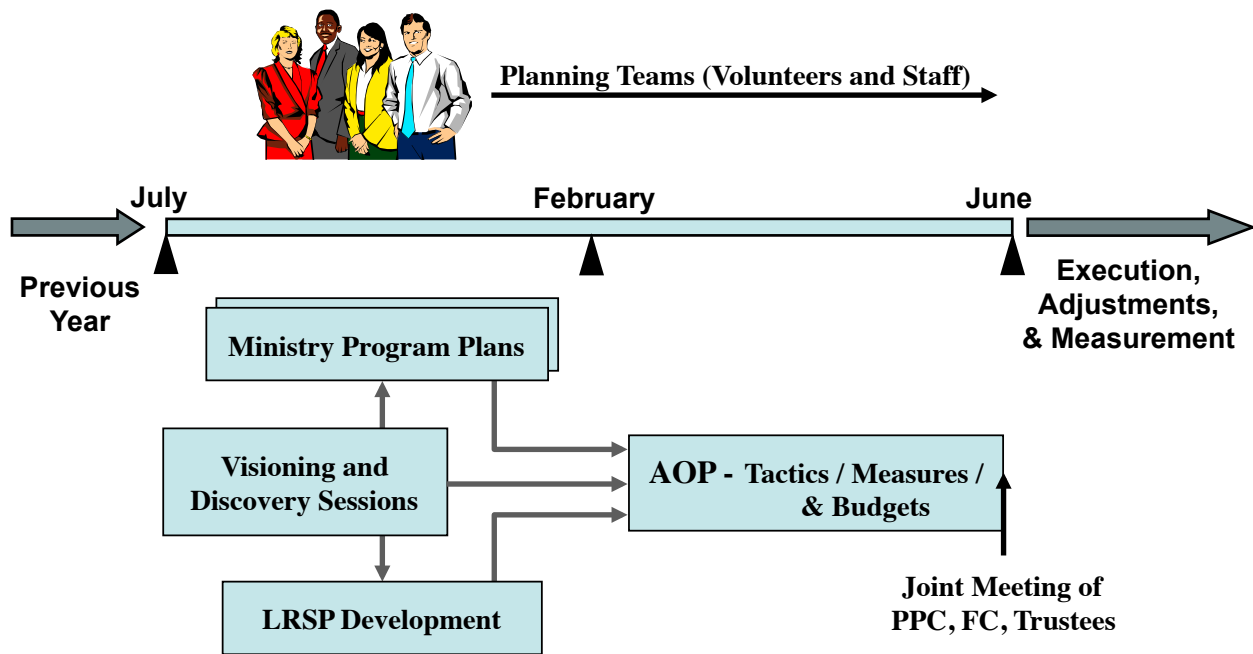 Planning Teams (Volunteers and Staff)
July
February
June
Previous
Year
Execution,
Adjustments,
& Measurement
Ministry Program Plans
Visioning and
Discovery Sessions
AOP - Tactics / Measures /
& Budgets
LRSP Development
Joint Meeting of
PPC, FC, Trustees